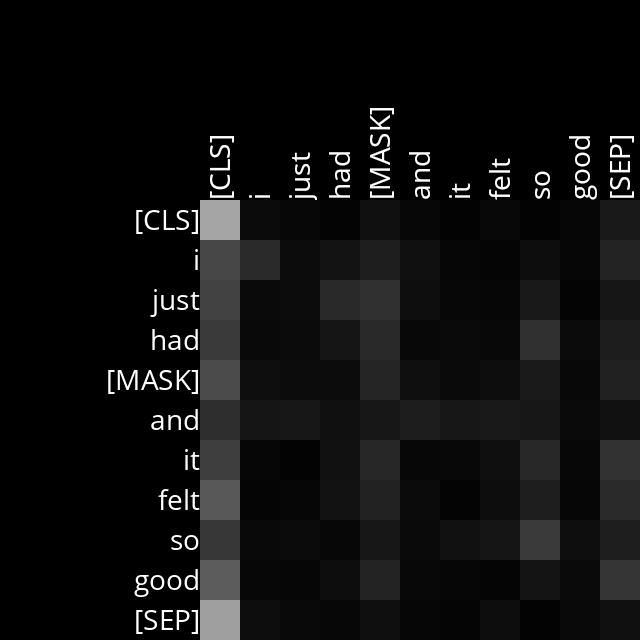 [CLS] i just had [MASK] and it felt so good [SEP]
[CLS]
i
just
had
[MASK]
and
it
felt
so
good
[SEP]